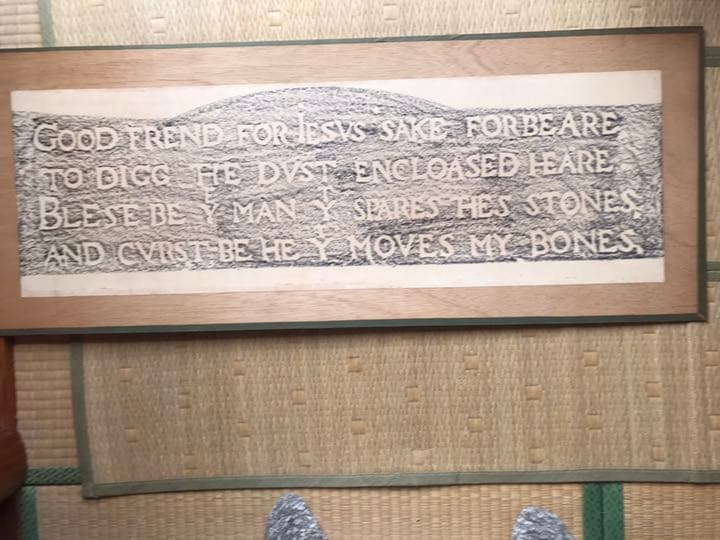 GOOD FREND FOR IESVS SAKE FORBEARE,
TO DIGG THE DVST ENCLOASED HEARE.
BLESE BE Yͤ MAN Yͭ SPARES THES STONES,
AND CVRST BE HE Yͭ MOVES MY BONES.